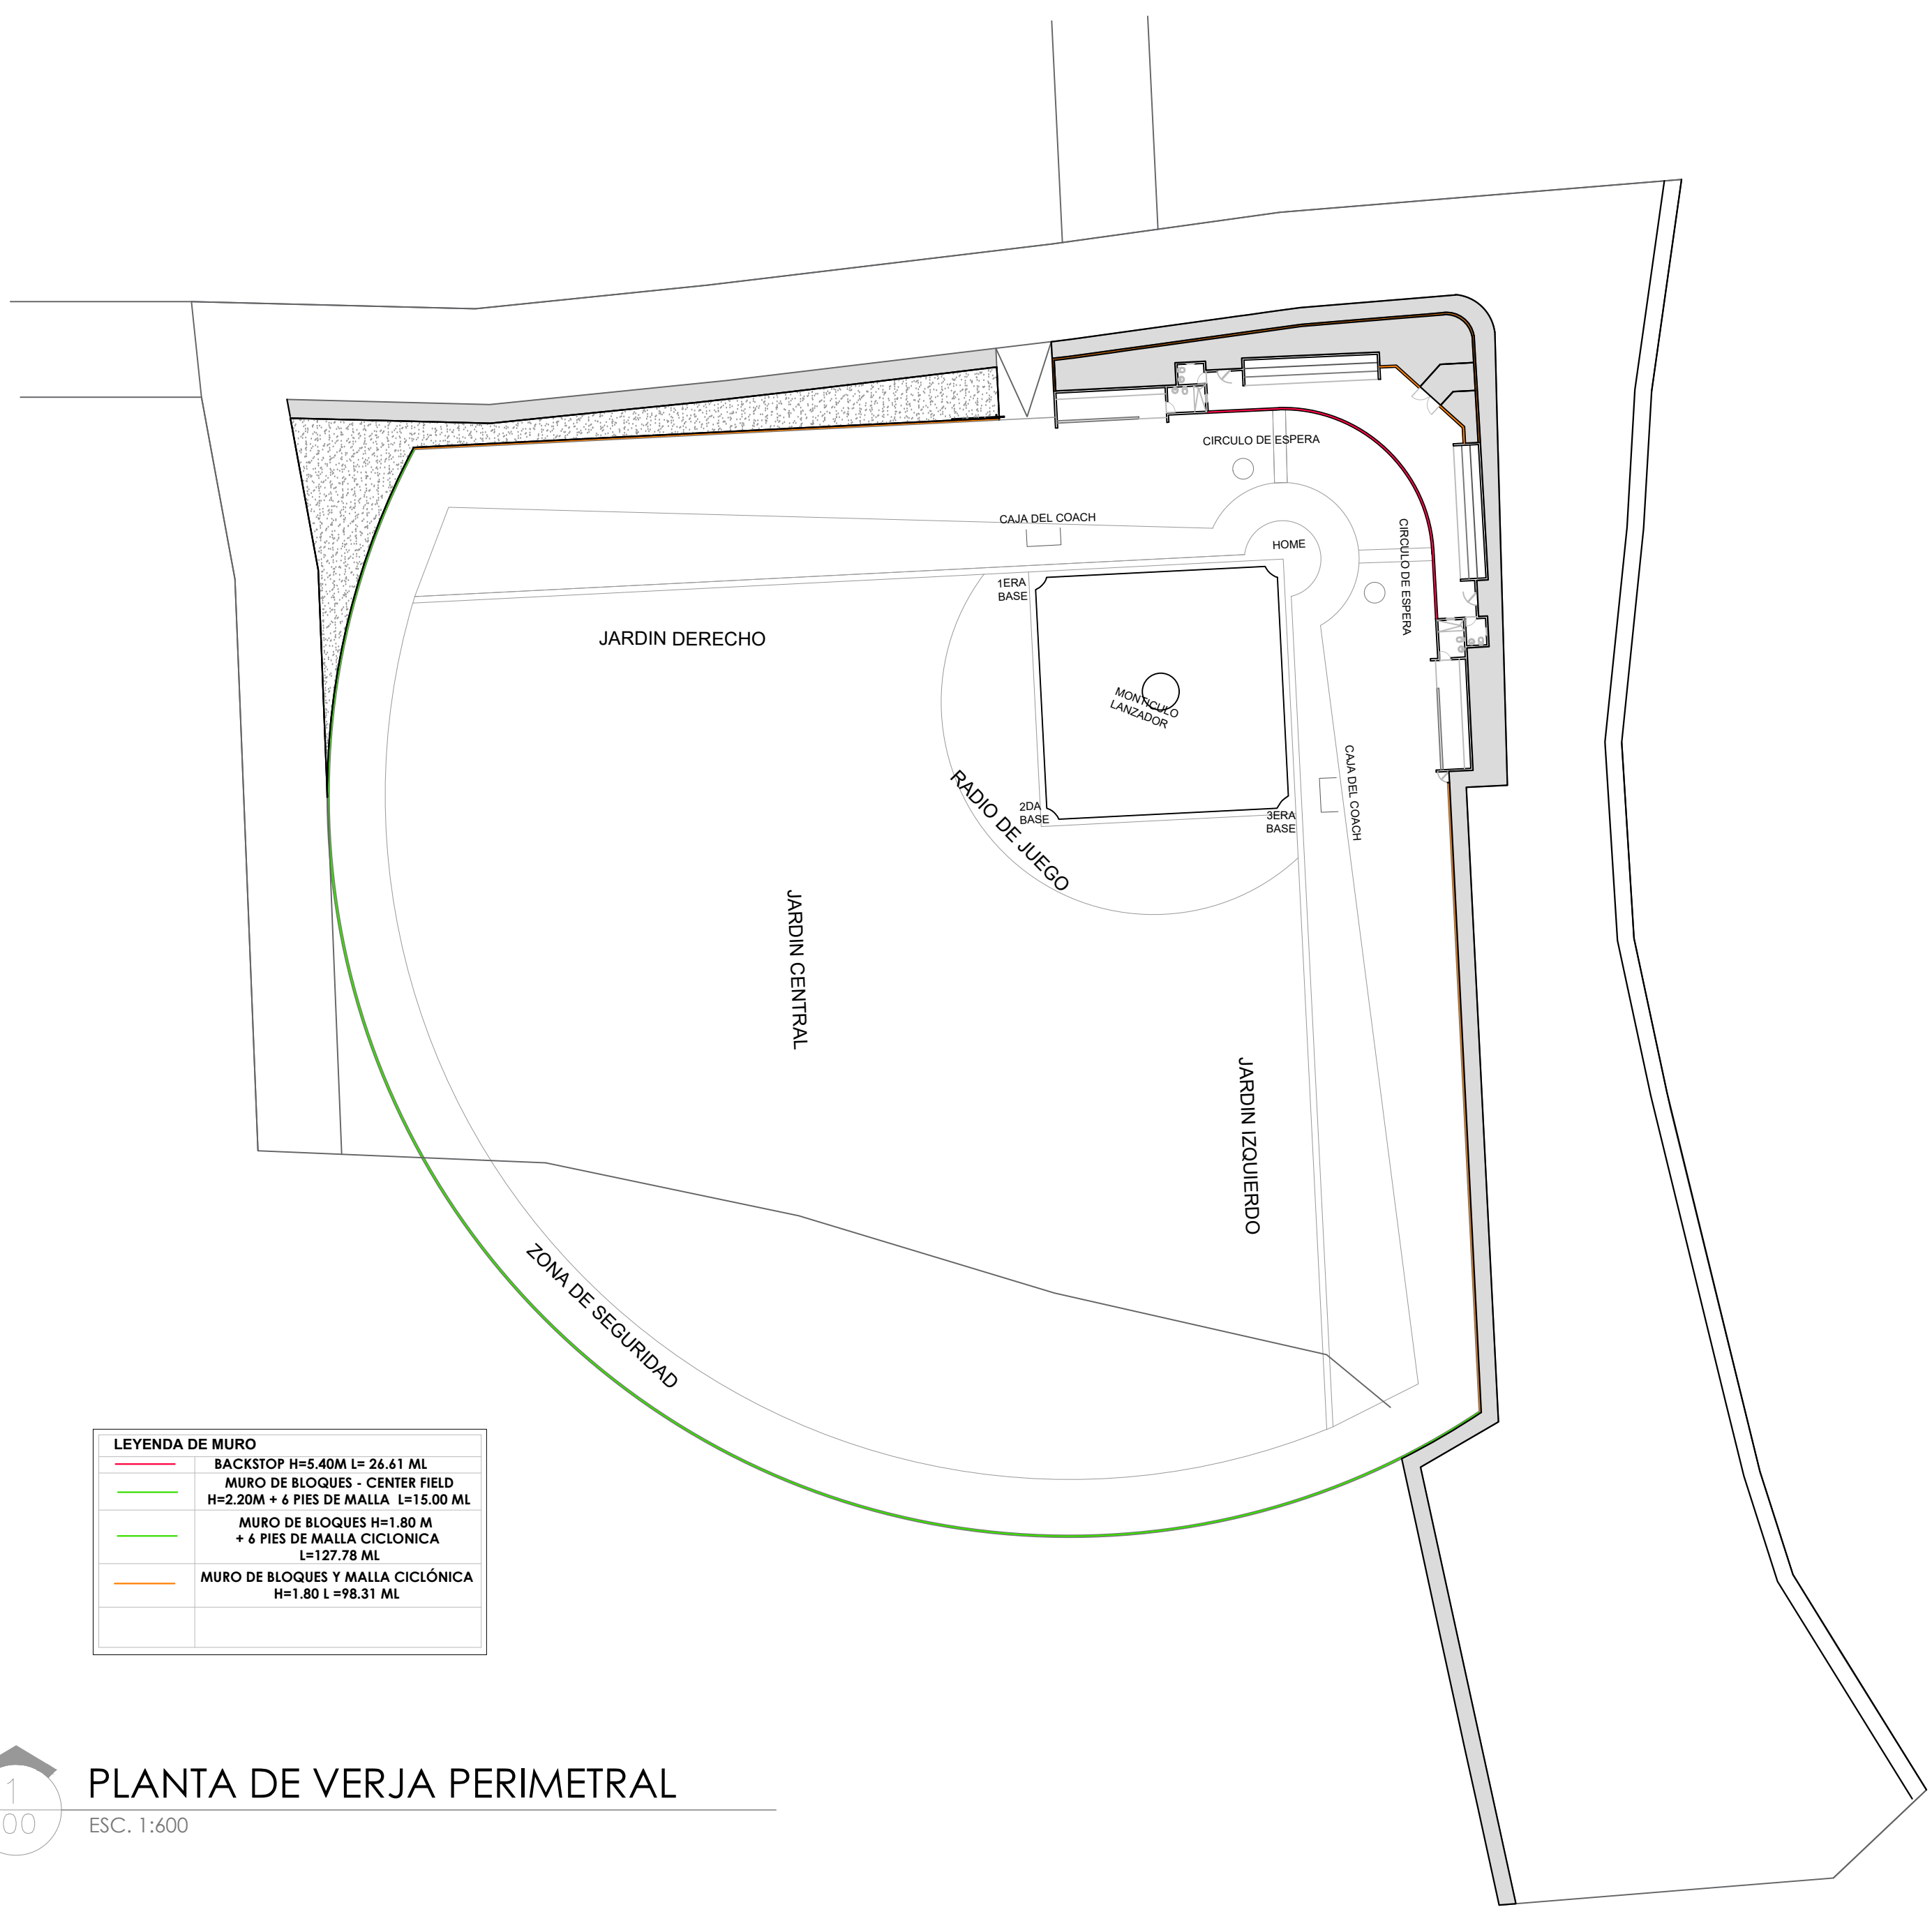 CIRCULO DE ESPERA
CAJA DEL COACH
HOME
CIRCULO DE ESPERA
1ERA
BASE
JARDIN DERECHO
MONTICULO
LANZADOR
CAJA DEL COACH
RADIO DE JUEGO
2DA
BASE
3ERA
BASE
JARDIN CENTRAL
JARDIN IZQUIERDO
ZONA DE SEGURIDAD
LEYENDA DE MURO
BACKSTOP H=5.40M L= 26.61 ML
MURO DE BLOQUES - CENTER FIELD
H=2.20M + 6 PIES DE MALLA L=15.00 ML
MURO DE BLOQUES H=1.80 M
+ 6 PIES DE MALLA CICLONICA
L=127.78 ML
MURO DE BLOQUES Y MALLA CICLÓNICA
H=1.80 L =98.31 ML
1
00
PLANTA DE VERJA PERIMETRAL
ESC. 1:600